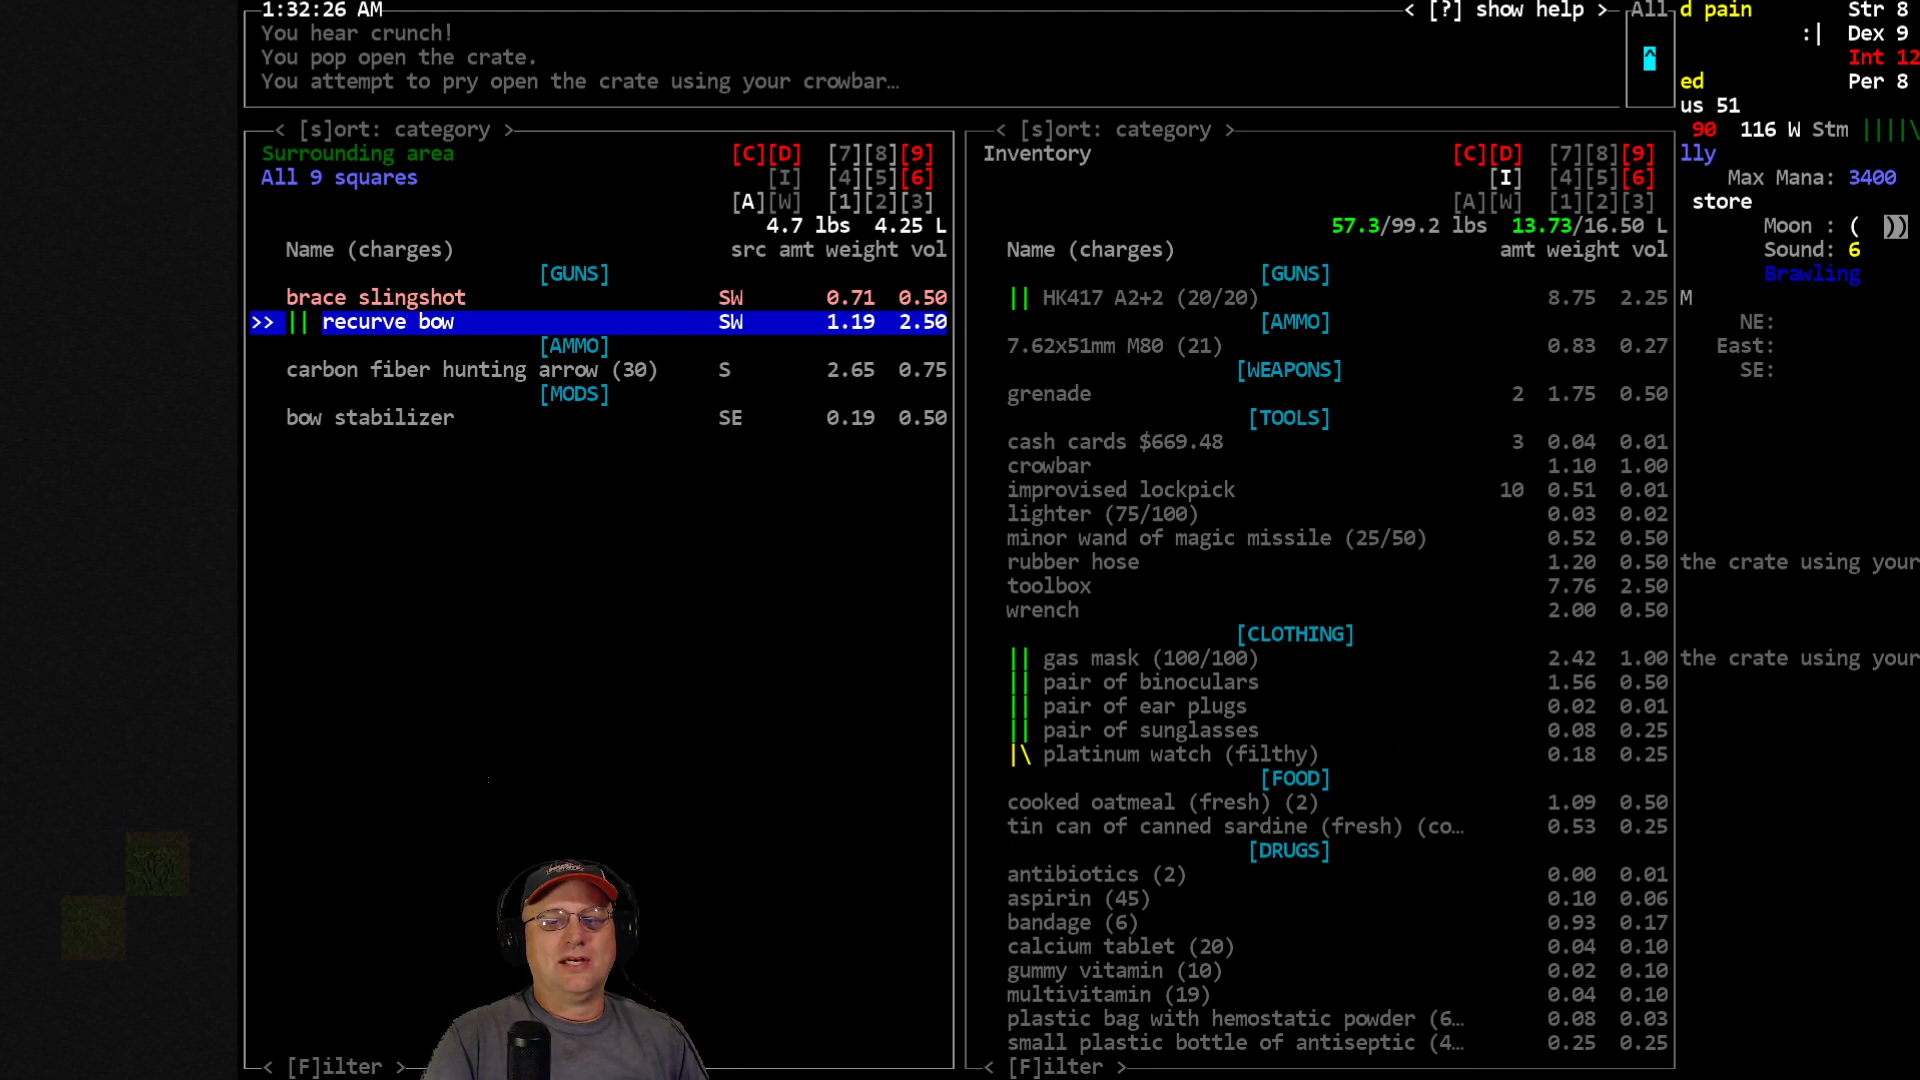 1:32:26 AM
< [?] show help >
You hear crunch!
You pop open the crate.
You attempt to pry open the crate using your crowbar…
All
^
d pain
Str 8
:|
Dex 9
Int 12
ed
Per 8
us 51
90 116 W Stm ||||\
lly
Max Mana: 3400
store
Moon : ( ))
Sound: 6
Brawling
M
NE:
East:
SE:
the crate using your
the crate using your
< [s]ort: category >
Surrounding area
All 9 squares
[C][D] [7][8][9]
[I] [4][5][6]
[A][W] [1][2][3]
4.7 lbs 4.25 L
Name (charges) src amt weight vol
[GUNS]
brace slingshot SW 0.71 0.50
>> || recurve bow SW 1.19 2.50
[AMMO]
carbon fiber hunting arrow (30) S 2.65 0.75
[MODS]
bow stabilizer SE 0.19 0.50
< [F]ilter >
< [s]ort: category >
Inventory
[C][D] [7][8][9]
[I] [4][5][6]
[A][W] [1][2][3]
57.3/99.2 lbs 13.73/16.50 L
Name (charges) amt weight vol
[GUNS]
|| HK417 A2+2 (20/20) 8.75 2.25
[AMMO]
7.62x51mm M80 (21) 0.83 0.27
[WEAPONS]
grenade 2 1.75 0.50
[TOOLS]
cash cards $669.48 3 0.04 0.01
crowbar 1.10 1.00
improvised lockpick 10 0.51 0.01
lighter (75/100) 0.03 0.02
minor wand of magic missile (25/50) 0.52 0.50
rubber hose 1.20 0.50
toolbox 7.76 2.50
wrench 2.00 0.50
[CLOTHING]
|| gas mask (100/100) 2.42 1.00
|| pair of binoculars 1.56 0.50
|| pair of ear plugs 0.02 0.01
|| pair of sunglasses 0.08 0.25
|\ platinum watch (filthy) 0.18 0.25
[FOOD]
cooked oatmeal (fresh) (2) 1.09 0.50
tin can of canned sardine (fresh) (co… 0.53 0.25
[DRUGS]
antibiotics (2) 0.00 0.01
aspirin (45) 0.10 0.06
bandage (6) 0.93 0.17
calcium tablet (20) 0.04 0.10
gummy vitamin (10) 0.02 0.10
multivitamin (19) 0.04 0.10
plastic bag with hemostatic powder (6… 0.08 0.03
small plastic bottle of antiseptic (4… 0.25 0.25
< [F]ilter >